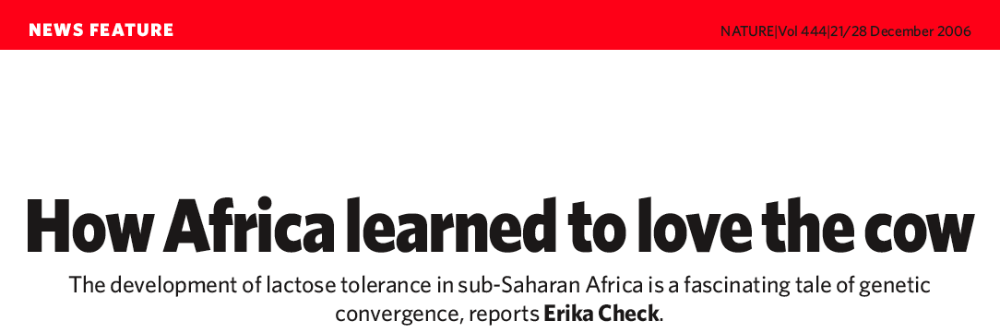 NEWS FEATURE
NATURE|Vol 444|21/28 December 2006
How Africa learned to love the cow
The development of lactose tolerance in sub-Saharan Africa is a fascinating tale of genetic
convergence, reports Erika Check.